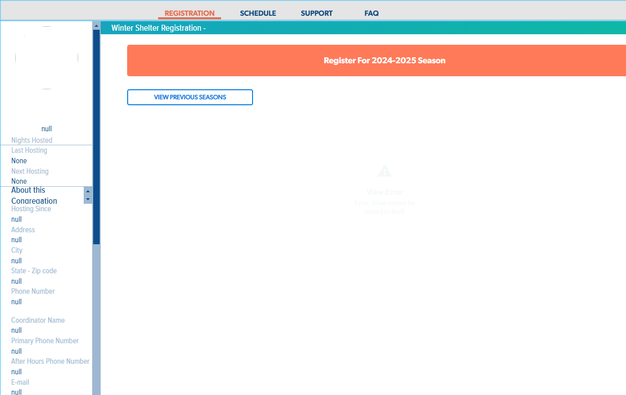 REGISTRATION
SCHEDULE
SUPPORT
FAQ
Winter Shelter Registration -
Register For 2024-2025 Season
VIEW PREVIOUS SEASONS
null
Nights Hosted
Last Hosting
None
Next Hosting
None
About this
Congregation
Hosting Since
null
Address
null
City
null
State - Zip code
null
Phone Number
null
Coordinator Name
null
Primary Phone Number
null
After Hours Phone Number
null
E-mail
null